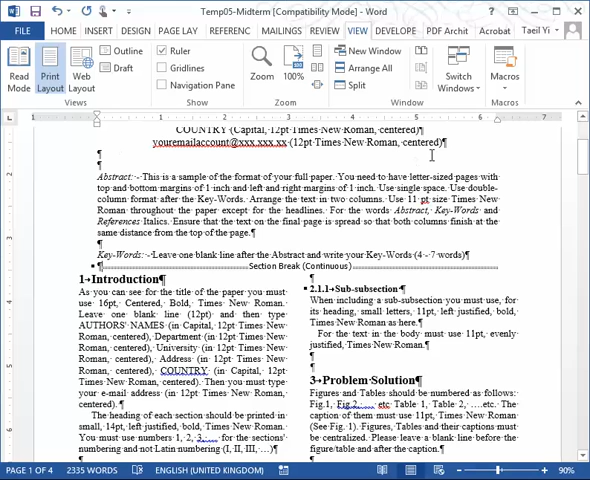 Temp05-Midterm [Compatibility Mode] - Word
FILE HOME INSERT DESIGN PAGE LAY REFERENC MAILINGS REVIEW VIEW DEVELOPE PDF Archit Acrobat Taeil Yi
Read Mode
Print Layout
Web Layout
Outline
Draft
Views
Ruler
Gridlines
Navigation Pane
Show
Zoom
100%
Zoom
New Window
Arrange All
Split
Window
Switch Windows
Macros
Macros
COUNTRY (Capital, 12pt Times New Roman, centered)¶
youremailaccount@xxx.xxx.xx (12pt Times New Roman, centered)¶
¶
¶
Abstract: - This is a sample of the format of your full paper. You need to have letter-sized pages with
top and bottom margins of 1 inch and left and right margins of 1 inch. Use single space. Use double-
column format after the Key-Words. Arrange the text in two columns. Use 11 pt size Times New
Roman throughout the paper except for the headlines. For the words Abstract, Key-Words and
References Italics. Ensure that the text on the final page is spread so that both columns finish at the
same distance from the top of the page.¶
¶
Key-Words: - Leave one blank line after the Abstract and write your Key-Words (4 - 7 words)¶
¶Section Break (Continuous)
1→Introduction¶
As you can see for the title of the paper you must
use 16pt, Centered, Bold, Times New Roman.
Leave one blank line (12pt) and then type
AUTHORS' NAMES (in Capital, 12pt Times New
Roman, centered), Department (in 12pt Times New
Roman, centered), University (in 12pt Times New
Roman, centered), Address (in 12pt Times New
Roman, centered), COUNTRY (in Capital, 12pt
Times New Roman, centered). Then you must type
your e-mail address (in 12pt Times New Roman,
centered). ¶
The heading of each section should be printed in
small, 14pt, left justified, bold, Times New Roman.
You must use numbers 1, 2, 3, ... for the sections'
numbering and not Latin numbering (I, II, III, ...)¶
¶
2.1.1→Sub-subsection¶
When including a sub-subsection you must use, for
its heading, small letters, 11pt, left justified, bold,
Times New Roman as here.¶
For the text in the body must use 11pt, evenly
justified, Times New Roman.¶
¶
¶
3→Problem Solution¶
Figures and Tables should be numbered as follows:
Fig.1, Fig.2, ... etc Table 1, Table 2, ....etc. The
caption of them must use 11pt, Times New Roman
(See Fig. 1). Figures, Tables and their captions must
be centralized. Please leave a blank line before the
figure/table and after the caption.¶
PAGE 1 OF 4 2335 WORDS ENGLISH (UNITED KINGDOM) 90%